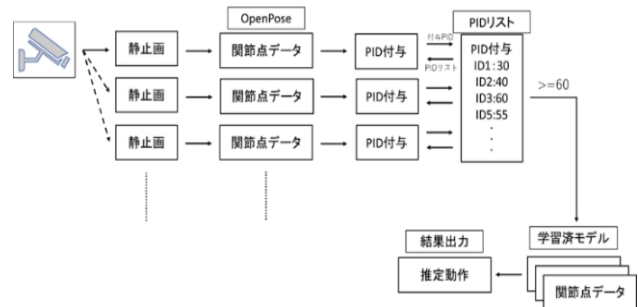 OpenPose
PIDリスト
静止画
関節点データ
PID付与
付与PID
PIDリスト
PID付与
ID1:30
ID2:40
ID3:60
ID5:55
静止画
関節点データ
PID付与
静止画
関節点データ
PID付与
>=60
結果出力
学習済モデル
推定動作
関節点データ